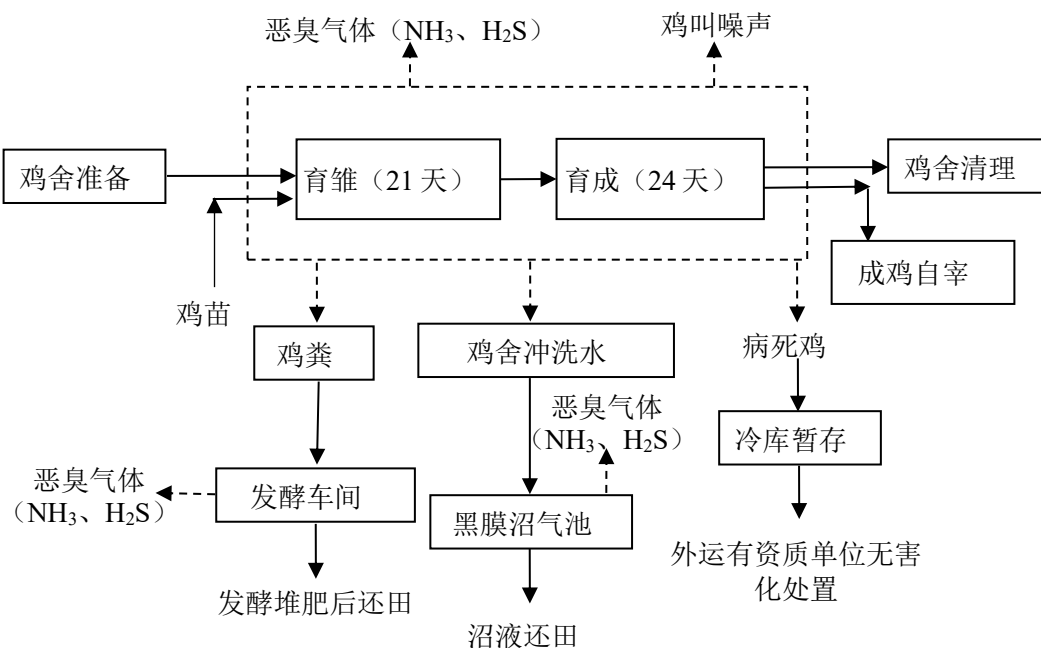 恶臭气体（NH₃、H₂S）
鸡叫噪声
鸡舍准备
育雏（21 天）
育成（24 天）
鸡舍清理
成鸡自宰
鸡苗
鸡粪
鸡舍冲洗水
病死鸡
恶臭气体
（NH₃、H₂S）
冷库暂存
恶臭气体
（NH₃、H₂S）
发酵车间
黑膜沼气池
外运有资质单位无害
化处置
发酵堆肥后还田
沼液还田